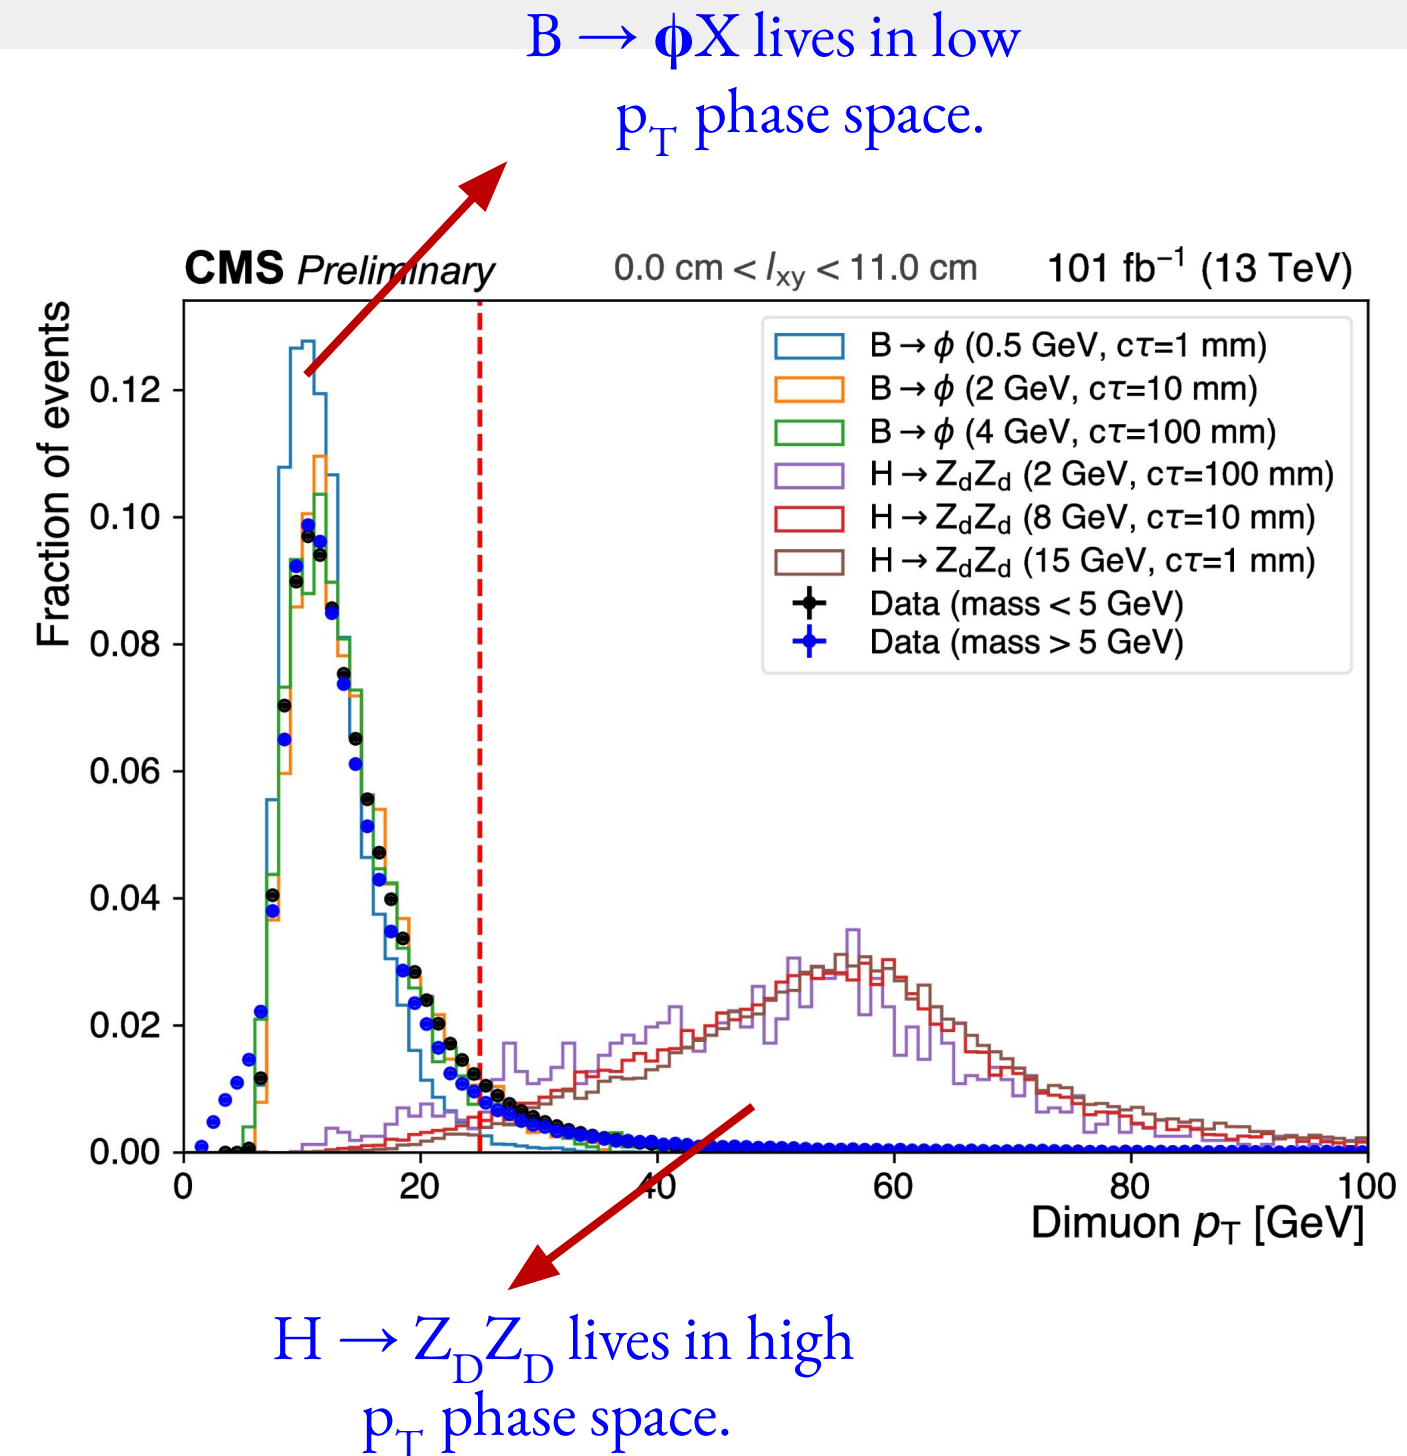 B → ϕX lives in low
p_T phase space.
CMS Preliminary 0.0 cm < l_xy < 11.0 cm 101 fb⁻¹ (13 TeV)
Fraction of events
0.12
0.10
0.08
0.06
0.04
0.02
0.00
B → ϕ (0.5 GeV, cτ=1 mm)
B → ϕ (2 GeV, cτ=10 mm)
B → ϕ (4 GeV, cτ=100 mm)
H → Z_dZ_d (2 GeV, cτ=100 mm)
H → Z_dZ_d (8 GeV, cτ=10 mm)
H → Z_dZ_d (15 GeV, cτ=1 mm)
Data (mass < 5 GeV)
Data (mass > 5 GeV)
0 20 40 60 80 100
Dimuon p_T [GeV]
H → Z_DZ_D lives in high
p_T phase space.